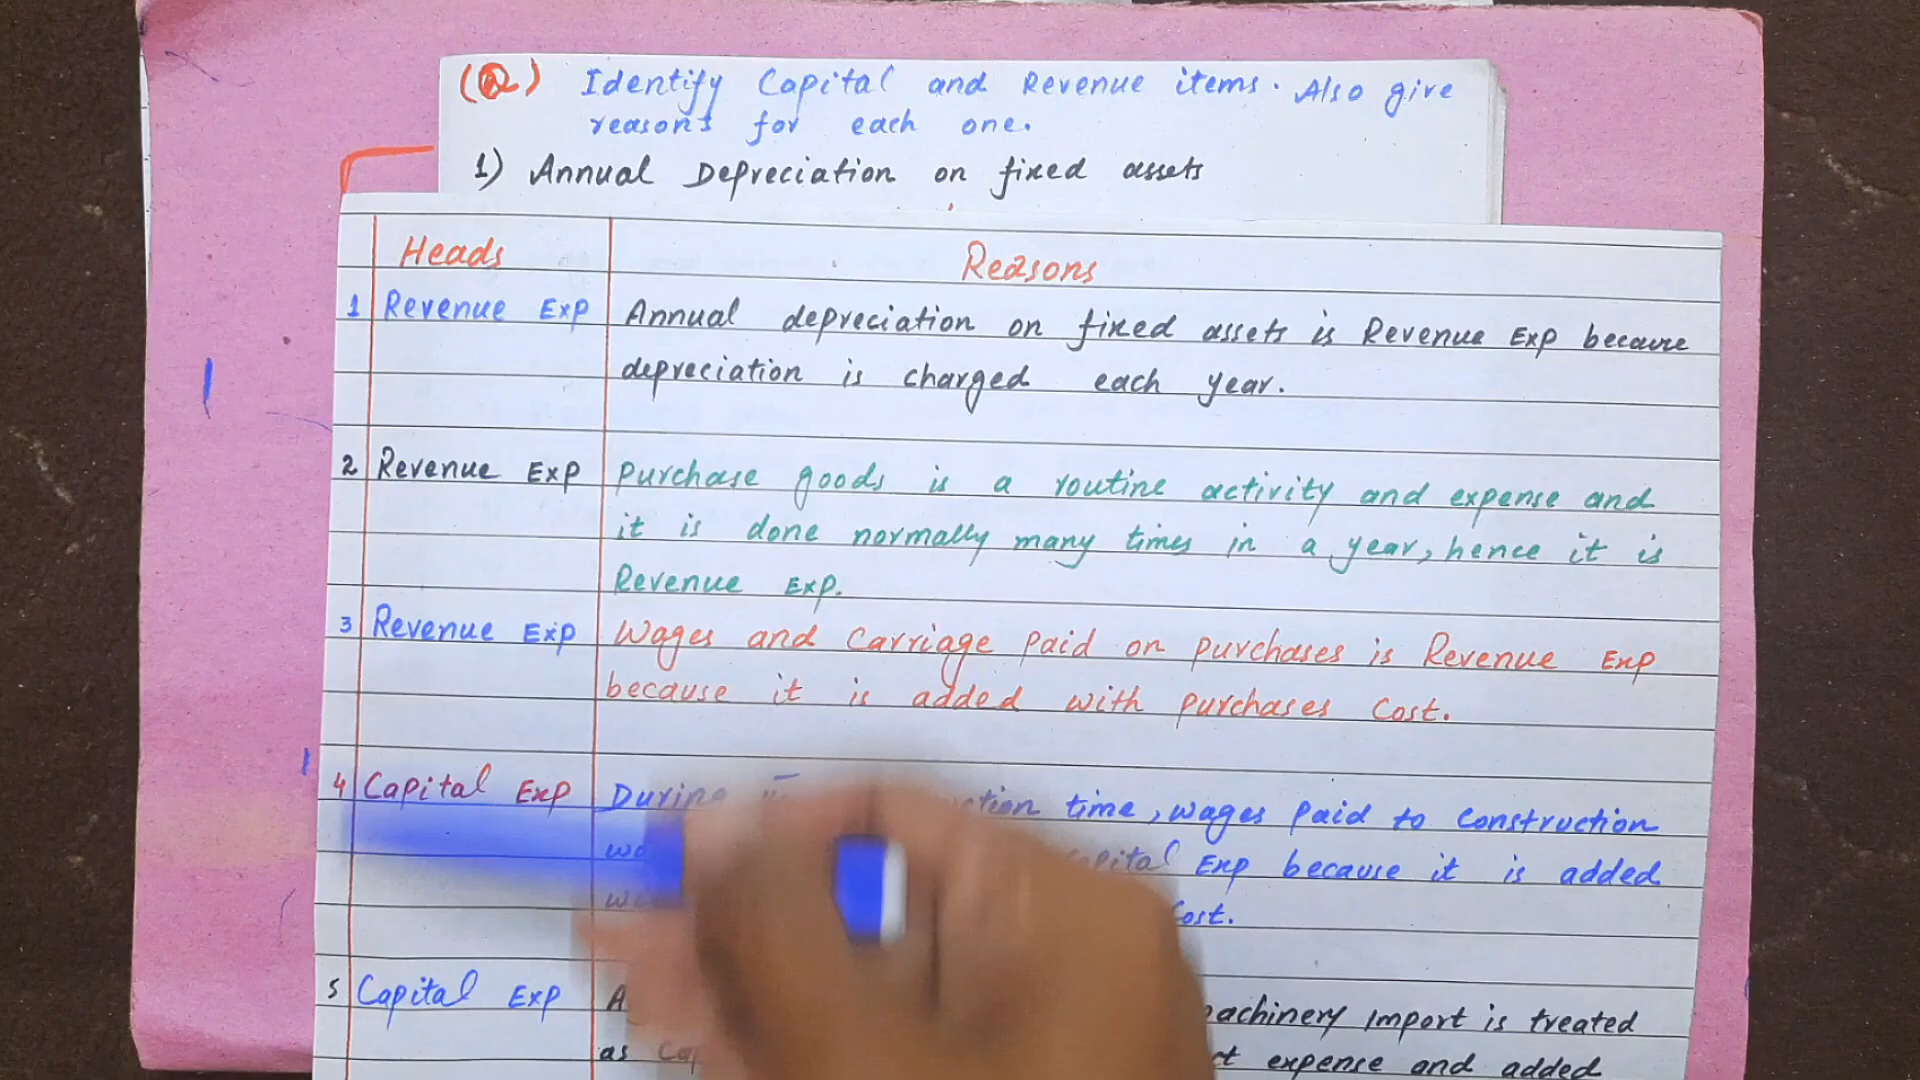 (Q) Identify Capital and Revenue items. Also give
reasons for each one.
1) Annual Depreciation on fixed assets
Heads Reasons
1 Revenue Exp Annual depreciation on fixed assets is Revenue Exp because
depreciation is charged each year.
2 Revenue Exp Purchase goods is a routine activity and expense and
it is done normally many times in a year, hence it is
Revenue Exp.
3 Revenue Exp Wages and Carriage Paid on purchases is Revenue Exp
because it is added with purchases Cost.
4 Capital Exp During time, wages Paid to Construction
Exp because it is added
Cost.
5 Capital Exp Import is treated
as expense and added